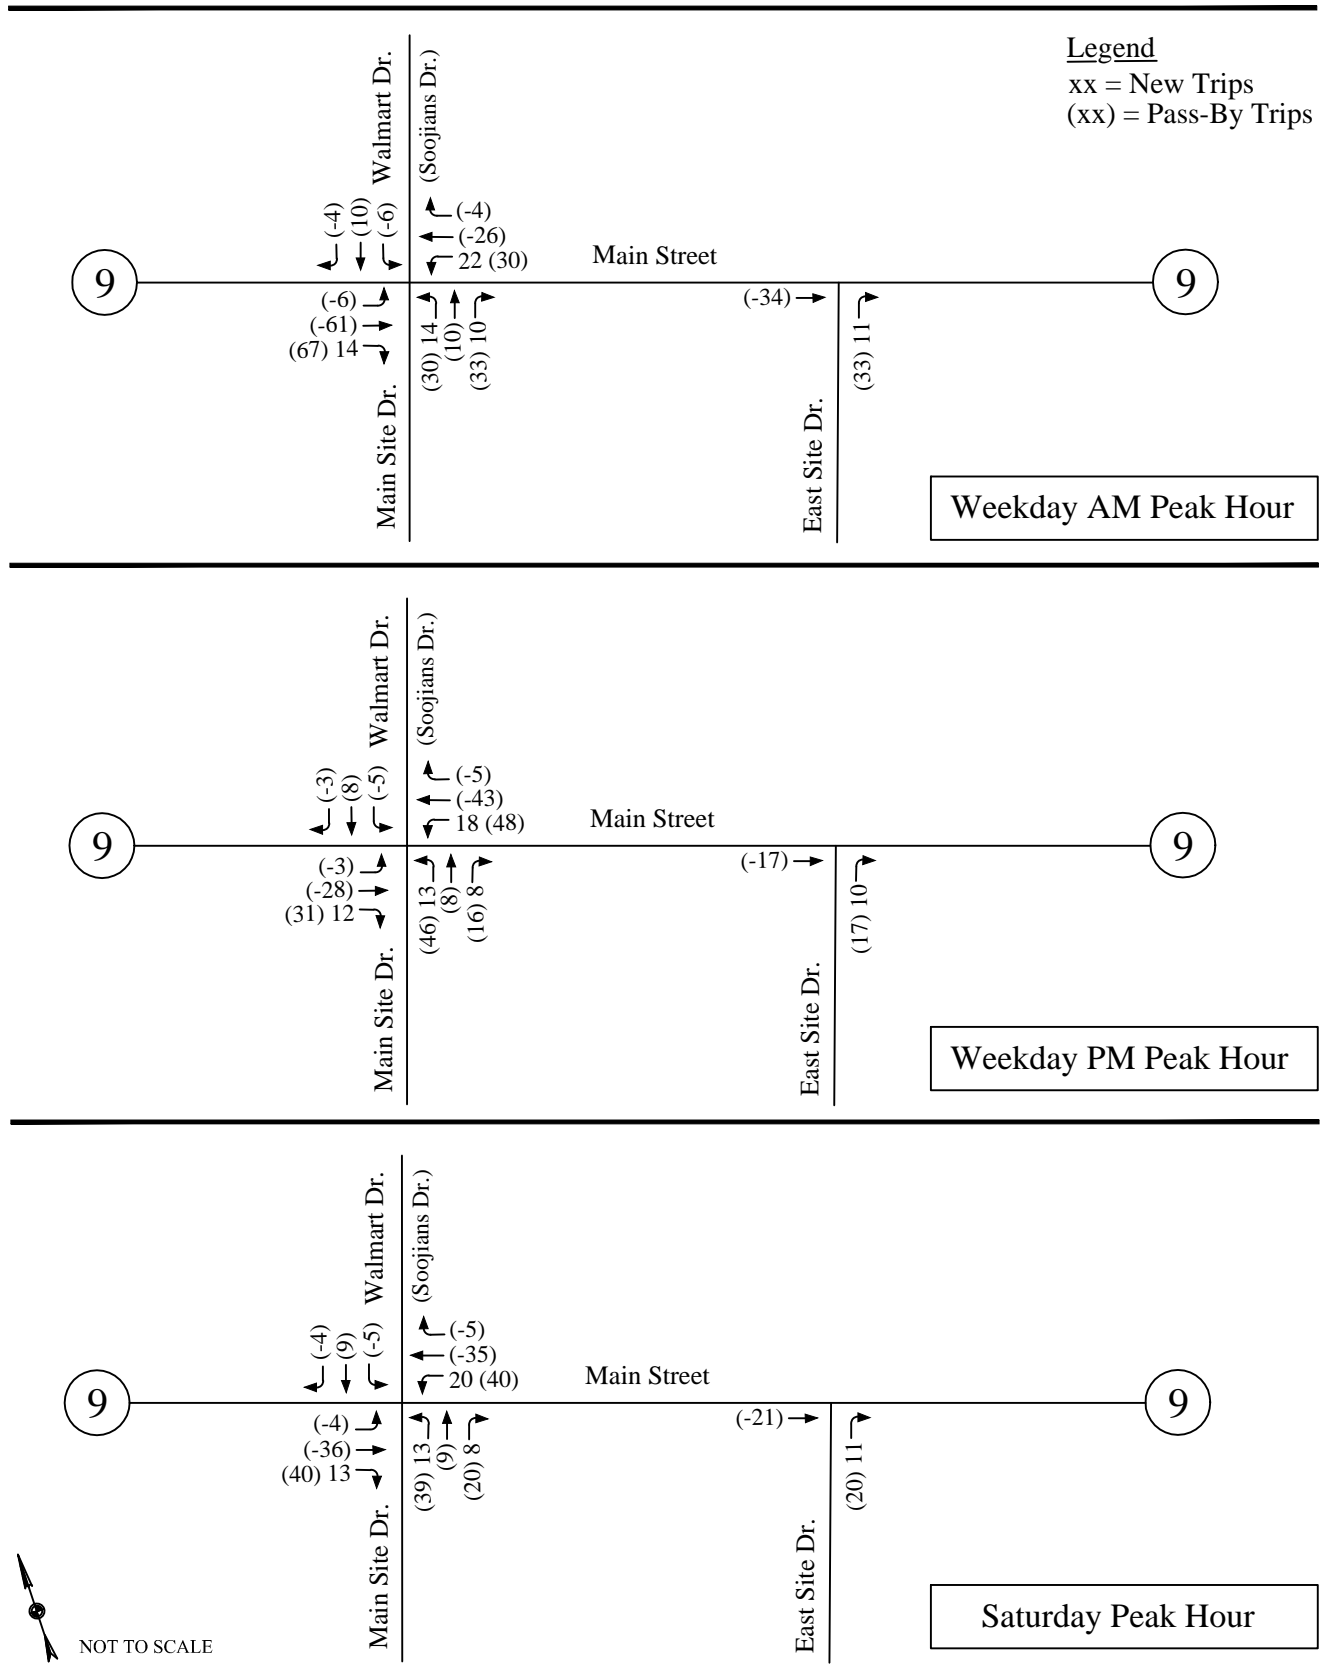 Legend
xx = New Trips
(xx) = Pass-By Trips
Walmart Dr.
(Soojians Dr.)
(-4)
(10)
(-6)
(-4)
(-26)
22 (30)
Main Street
9
9
(-6)
(-61)
(67) 14
(30) 14
(10)
(33) 10
(-34)
(33) 11
Main Site Dr.
East Site Dr.
Weekday AM Peak Hour
Walmart Dr.
(Soojians Dr.)
(-3)
(8)
(-5)
(-5)
(-43)
18 (48)
Main Street
9
9
(-3)
(-28)
(31) 12
(46) 13
(8)
(16) 8
(-17)
(17) 10
Main Site Dr.
East Site Dr.
Weekday PM Peak Hour
Walmart Dr.
(Soojians Dr.)
(-4)
(9)
(-5)
(-5)
(-35)
20 (40)
Main Street
9
9
(-4)
(-36)
(40) 13
(39) 13
(9)
(20) 8
(-21)
(20) 11
Main Site Dr.
East Site Dr.
Saturday Peak Hour
NOT TO SCALE